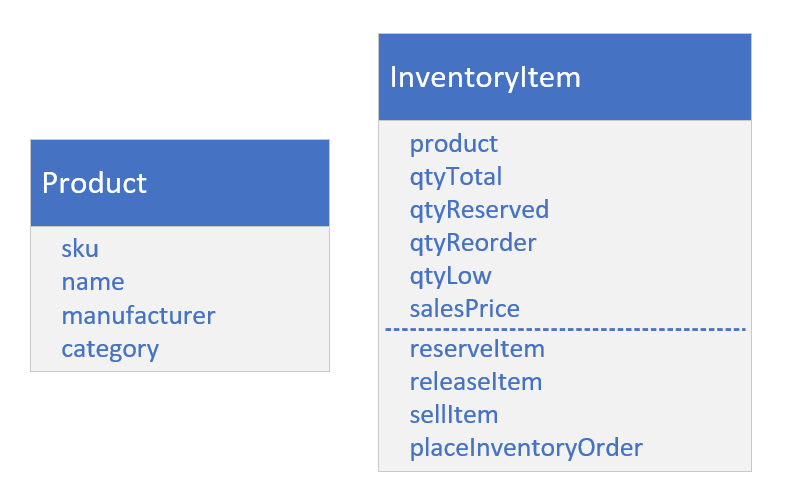 Product
sku
name
manufacturer
category
InventoryItem
product
qtyTotal
qtyReserved
qtyReorder
qtyLow
salesPrice
reserveItem
releaseItem
sellItem
placeInventoryOrder